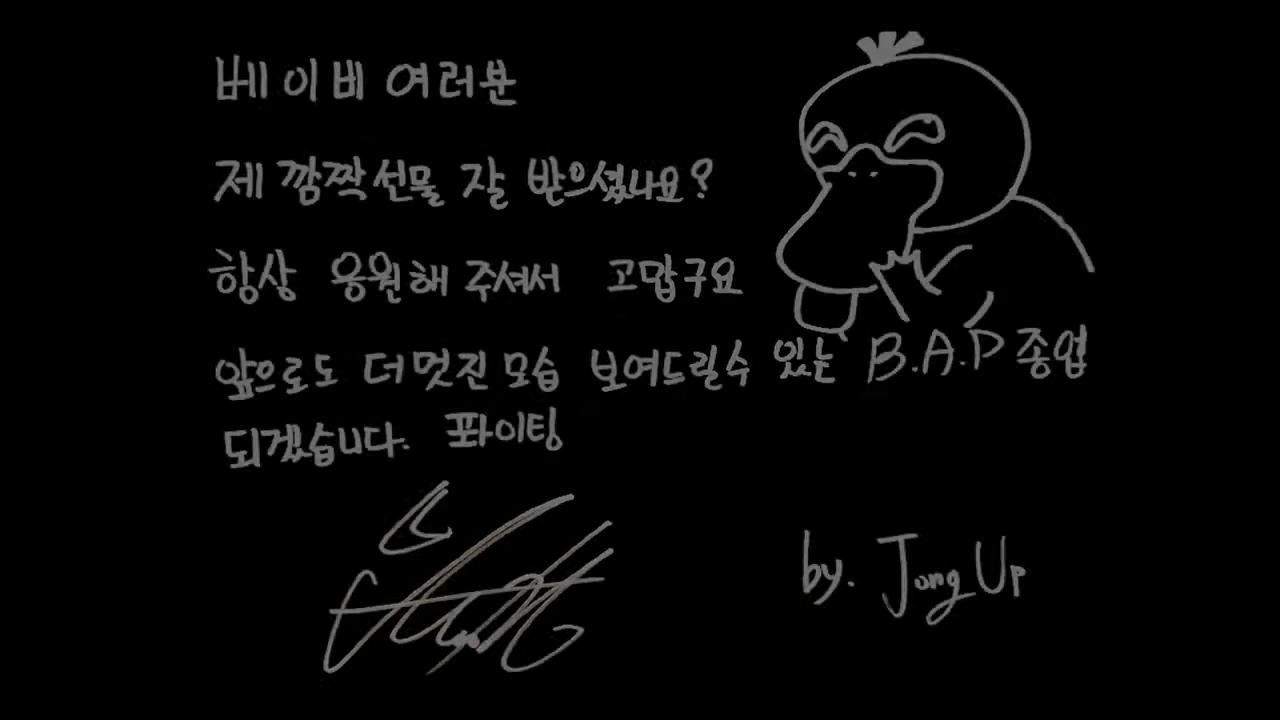 베이비 여러분
제 깜짝선물 잘 받으셨나요?
항상 응원해 주셔서 고맙구요
앞으로도 더 멋진 모습 보여드릴수 있는 B.A.P 종업
되겠습니다. 퐈이팅
by. Jong Up